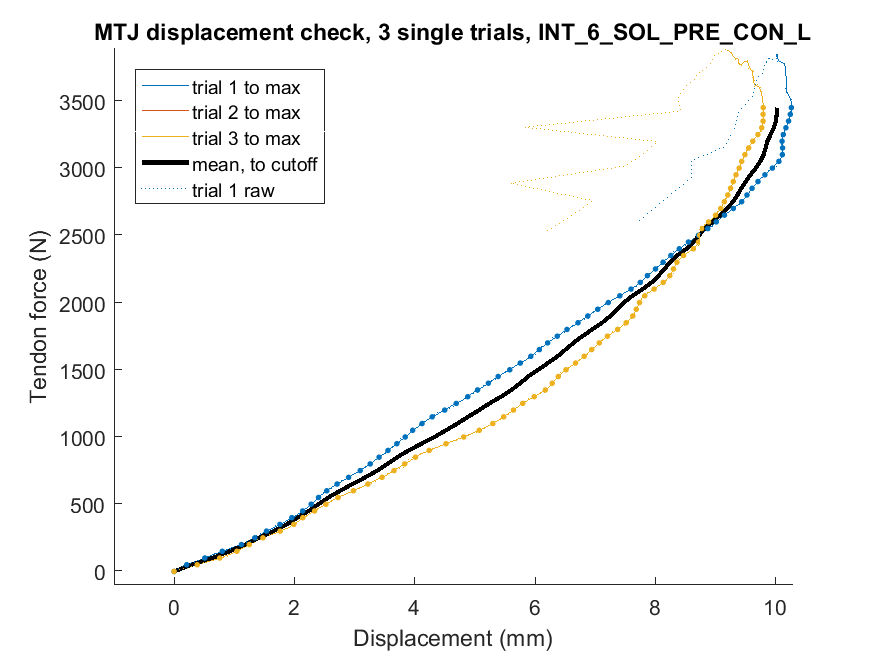 MTJ displacement check, 3 single trials, INT_6_SOL_PRE_CON_L
trial 1 to max
trial 2 to max
trial 3 to max
mean, to cutoff
trial 1 raw
3500
3000
2500
2000
1500
1000
500
0
Tendon force (N)
0 2 4 6 8 10
Displacement (mm)